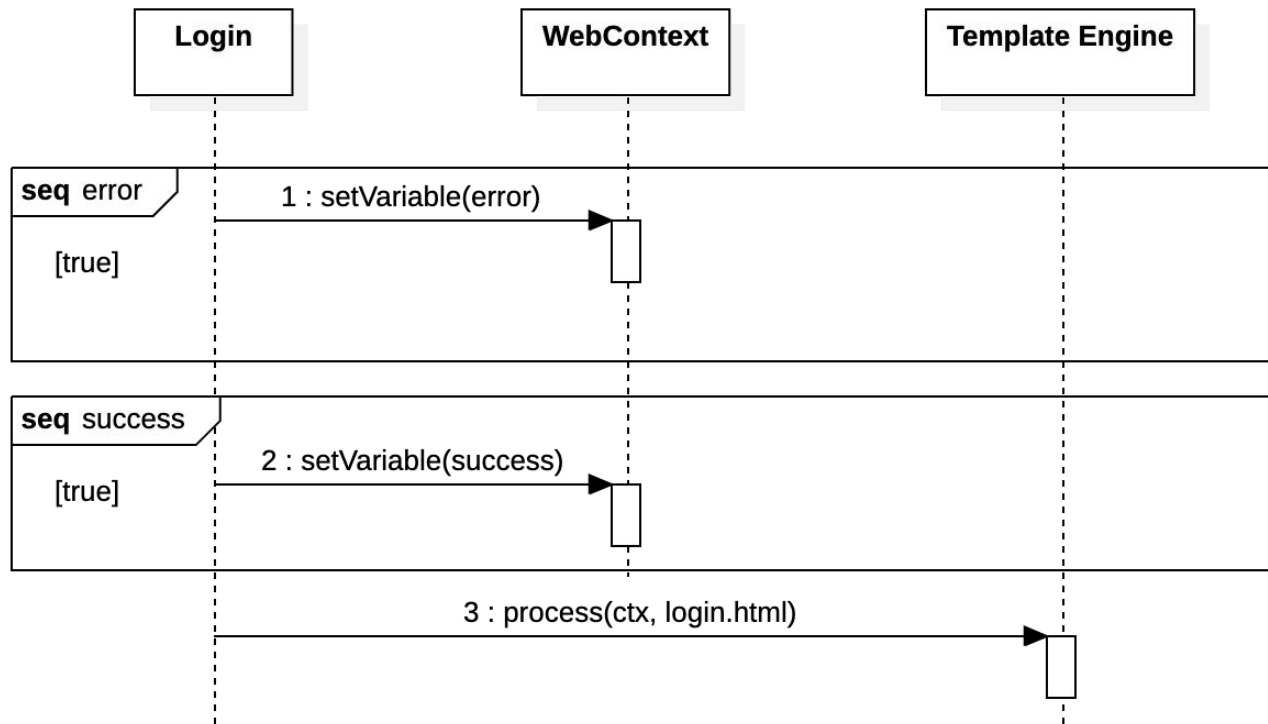 Login
WebContext
Template Engine
seq error
1 : setVariable(error)
[true]
seq success
2 : setVariable(success)
[true]
3 : process(ctx, login.html)